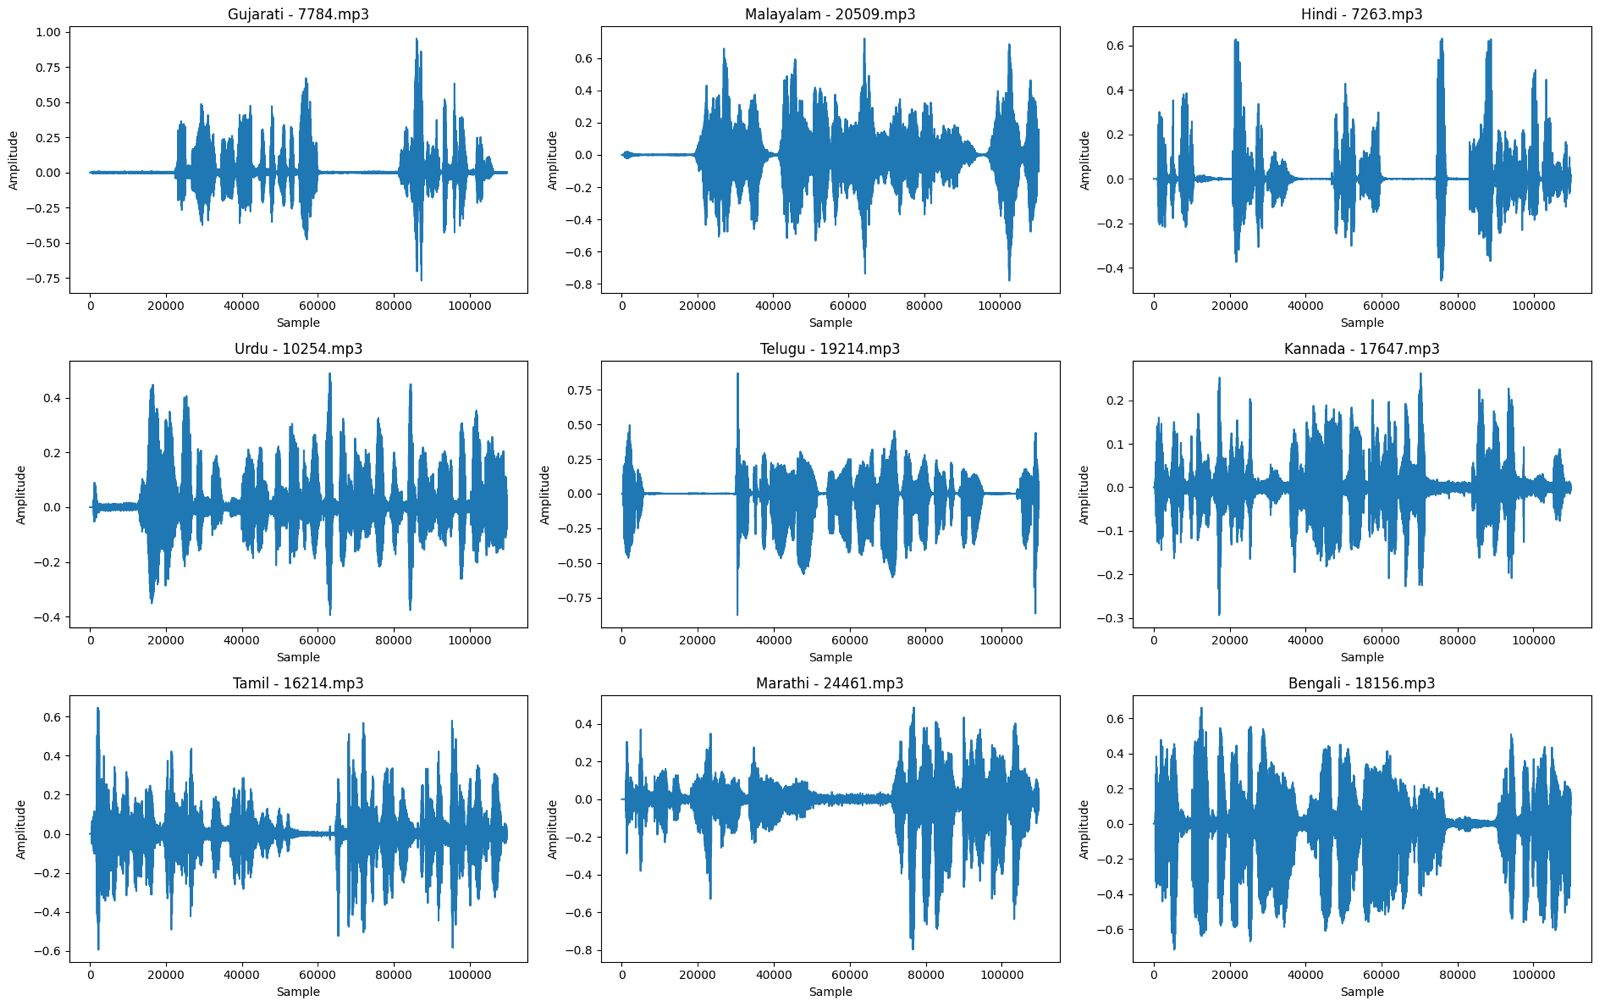 Gujarati - 7784.mp3
Malayalam - 20509.mp3
Hindi - 7263.mp3
Amplitude
1.00
0.75
0.50
0.25
0.00
−0.25
−0.50
−0.75
0 20000 40000 60000 80000 100000
Sample
Amplitude
0.6
0.4
0.2
0.0
−0.2
−0.4
−0.6
−0.8
0 20000 40000 60000 80000 100000
Sample
Amplitude
0.6
0.4
0.2
0.0
−0.2
−0.4
0 20000 40000 60000 80000 100000
Sample
Urdu - 10254.mp3
Telugu - 19214.mp3
Kannada - 17647.mp3
Amplitude
0.4
0.2
0.0
−0.2
−0.4
0 20000 40000 60000 80000 100000
Sample
Amplitude
0.75
0.50
0.25
0.00
−0.25
−0.50
−0.75
0 20000 40000 60000 80000 100000
Sample
Amplitude
0.2
0.1
0.0
−0.1
−0.2
−0.3
0 20000 40000 60000 80000 100000
Sample
Tamil - 16214.mp3
Marathi - 24461.mp3
Bengali - 18156.mp3
Amplitude
0.6
0.4
0.2
0.0
−0.2
−0.4
−0.6
0 20000 40000 60000 80000 100000
Sample
Amplitude
0.4
0.2
0.0
−0.2
−0.4
−0.6
−0.8
0 20000 40000 60000 80000 100000
Sample
Amplitude
0.6
0.4
0.2
0.0
−0.2
−0.4
−0.6
0 20000 40000 60000 80000 100000
Sample